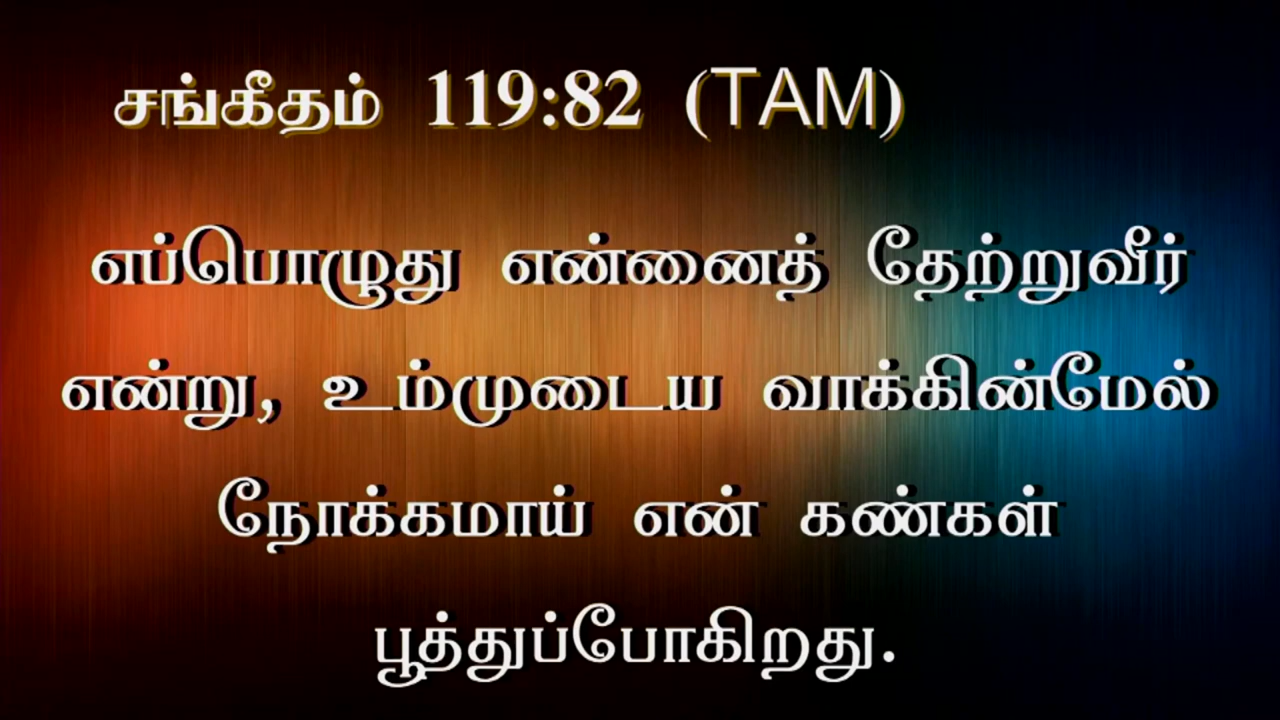 சங்கீதம் 119:82 (TAM)
எப்பொழுது என்னைத் தேற்றுவீர்
என்று, உம்முடைய வாக்கின்மேல்
நோக்கமாய் என் கண்கள்
பூத்துப்போகிறது.